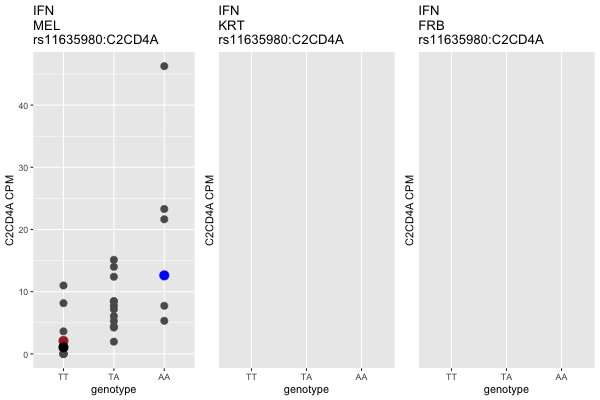 IFN
MEL
rs11635980:C2CD4A
IFN
KRT
rs11635980:C2CD4A
IFN
FRB
rs11635980:C2CD4A
C2CD4A CPM
40
30
20
10
0
TT TA AA
genotype
C2CD4A CPM
TT TA AA
genotype
C2CD4A CPM
TT TA AA
genotype